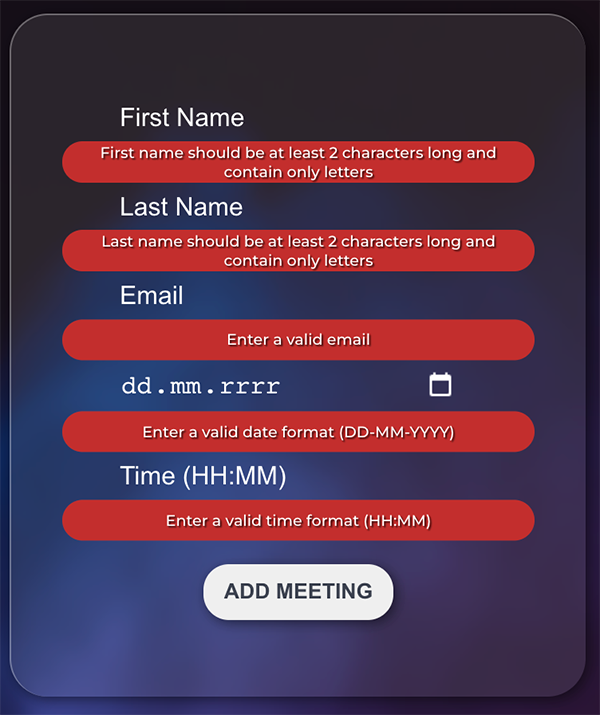 First Name
First name should be at least 2 characters long and
contain only letters
Last Name
Last name should be at least 2 characters long and
contain only letters
Email
Enter a valid email
dd.mm.rrrr
Enter a valid date format (DD-MM-YYYY)
Time (HH:MM)
Enter a valid time format (HH:MM)
ADD MEETING